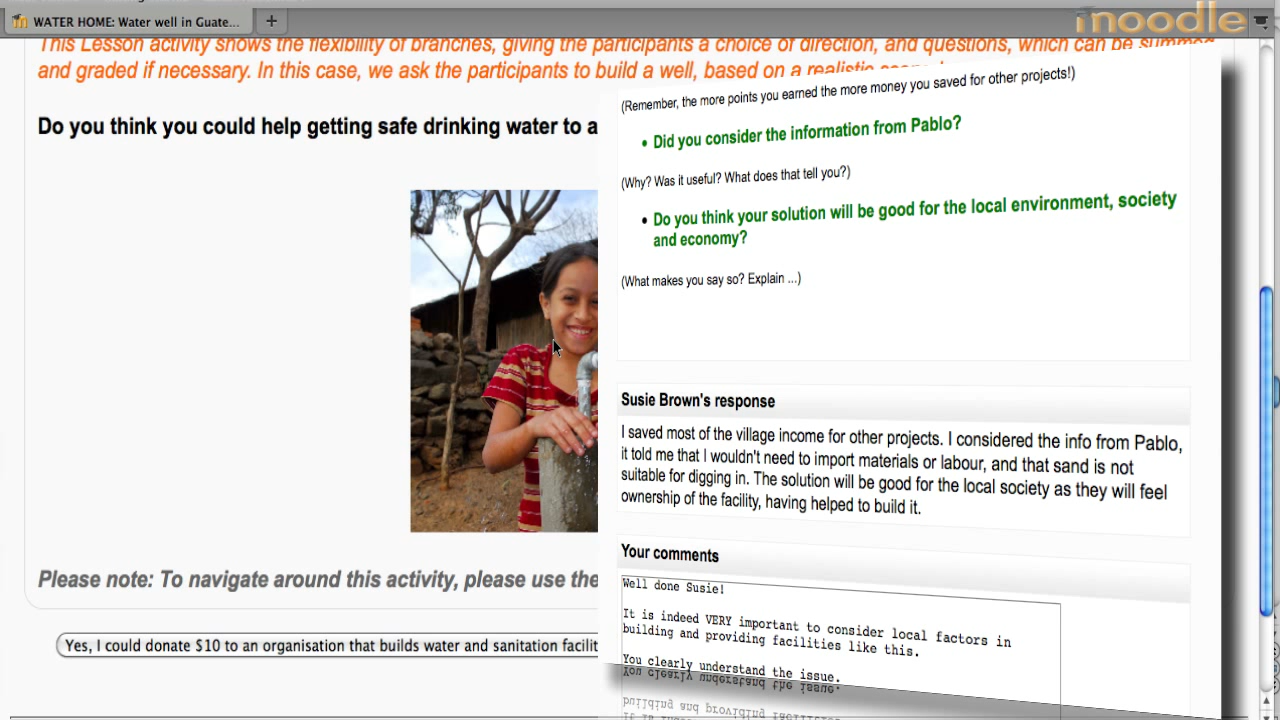 WATER HOME: Water well in Guate...
moodle
This Lesson activity shows the flexibility of branches, giving the participants a choice of direction, and questions, which can be summed
and graded if necessary. In this case, we ask the participants to build a well, based on a realistic
Do you think you could help getting safe drinking water to a
Please note: To navigate around this activity, please use the
Yes, I could donate $10 to an organisation that builds water and sanitation facilit
(Remember, the more points you earned the more money you saved for other projects!)
• Did you consider the information from Pablo?
(Why? Was it useful? What does that tell you?)
• Do you think your solution will be good for the local environment, society
and economy?
(What makes you say so? Explain ...)
Susie Brown's response
I saved most of the village income for other projects. I considered the info from Pablo,
it told me that I wouldn't need to import materials or labour, and that sand is not
suitable for digging in. The solution will be good for the local society as they will feel
ownership of the facility, having helped to build it.
Your comments
Well done Susie!
It is indeed VERY important to consider local factors in
building and providing facilities like this.
You clearly understand the issue.